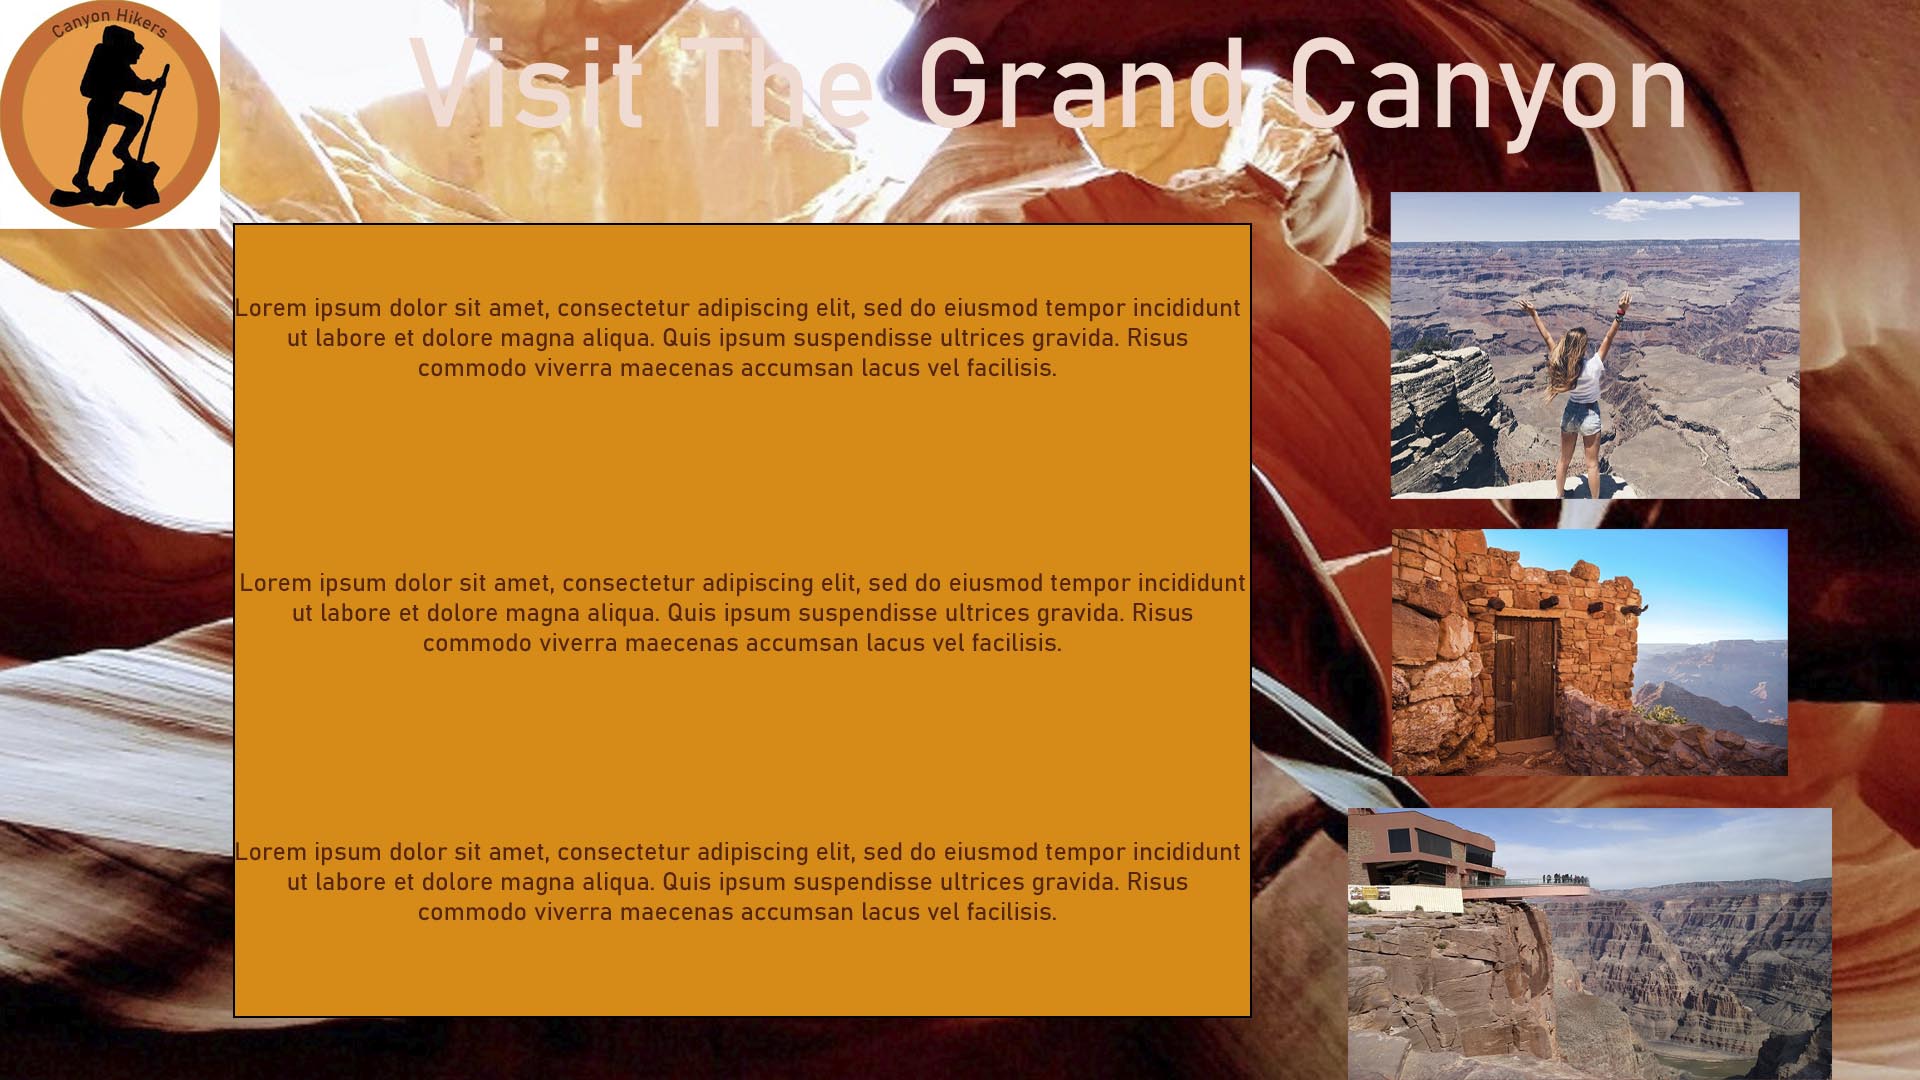 Canyon Hikers
Visit The Grand Canyon
Lorem ipsum dolor sit amet, consectetur adipiscing elit, sed do eiusmod tempor incididunt
ut labore et dolore magna aliqua. Quis ipsum suspendisse ultrices gravida. Risus
commodo viverra maecenas accumsan lacus vel facilisis.
Lorem ipsum dolor sit amet, consectetur adipiscing elit, sed do eiusmod tempor incididunt
ut labore et dolore magna aliqua. Quis ipsum suspendisse ultrices gravida. Risus
commodo viverra maecenas accumsan lacus vel facilisis.
Lorem ipsum dolor sit amet, consectetur adipiscing elit, sed do eiusmod tempor incididunt
ut labore et dolore magna aliqua. Quis ipsum suspendisse ultrices gravida. Risus
commodo viverra maecenas accumsan lacus vel facilisis.